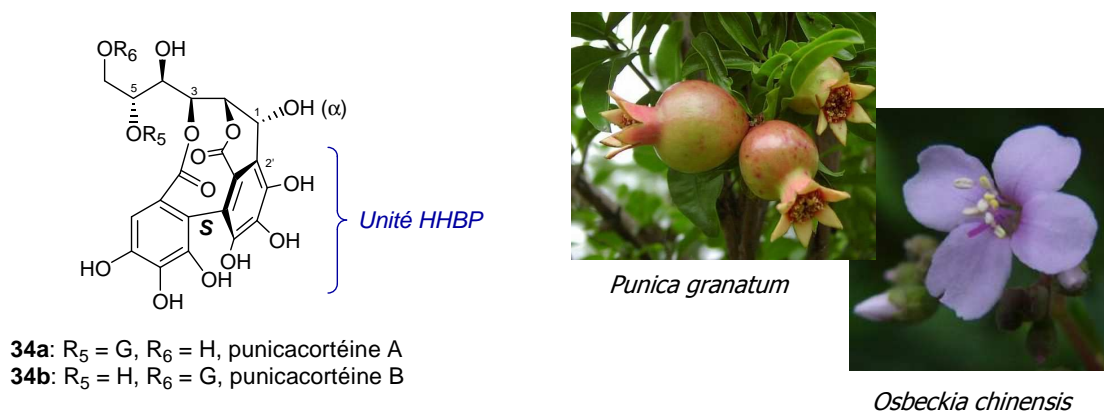 OR6
OH
5
3
1
OH (α)
OR5
O
O
O
O
2'
OH
S
OH
OH
HO
OH
OH
Unité HHBP
34a: R5 = G, R6 = H, punicacortéine A
34b: R5 = H, R6 = G, punicacortéine B
Punica granatum
Osbeckia chinensis